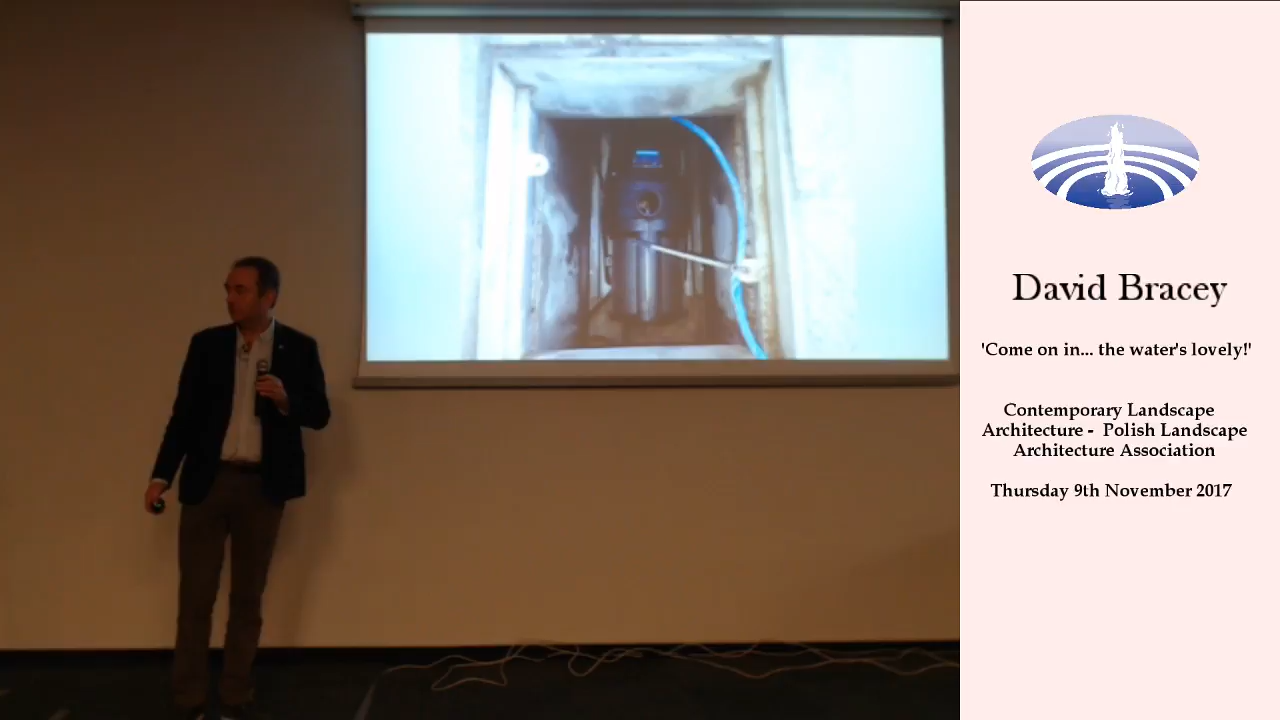 David Bracey
'Come on in... the water's lovely!'
Contemporary Landscape
Architecture - Polish Landscape
Architecture Association
Thursday 9th November 2017